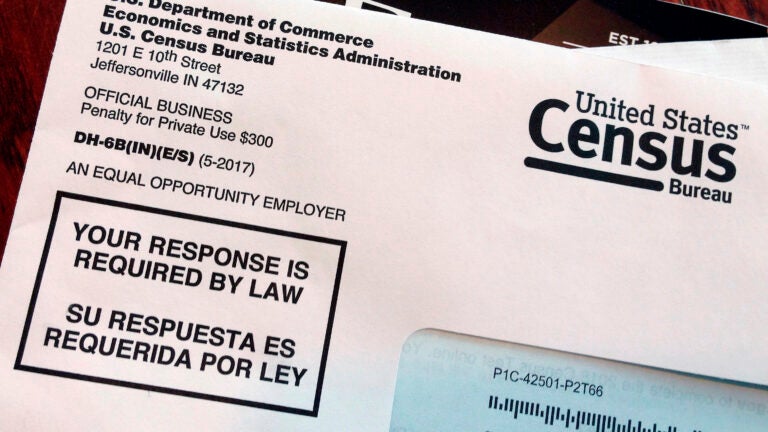 U.S. Department of Commerce
Economics and Statistics Administration
U.S. Census Bureau
1201 E 10th Street
Jeffersonville IN 47132
OFFICIAL BUSINESS
Penalty for Private Use $300
DH-6B(IN)(E/S) (5-2017)
AN EQUAL OPPORTUNITY EMPLOYER
YOUR RESPONSE IS
REQUIRED BY LAW
SU RESPUESTA ES
REQUERIDA POR LEY
United States™
Census
Bureau
EST
P1C-42501-P2T66